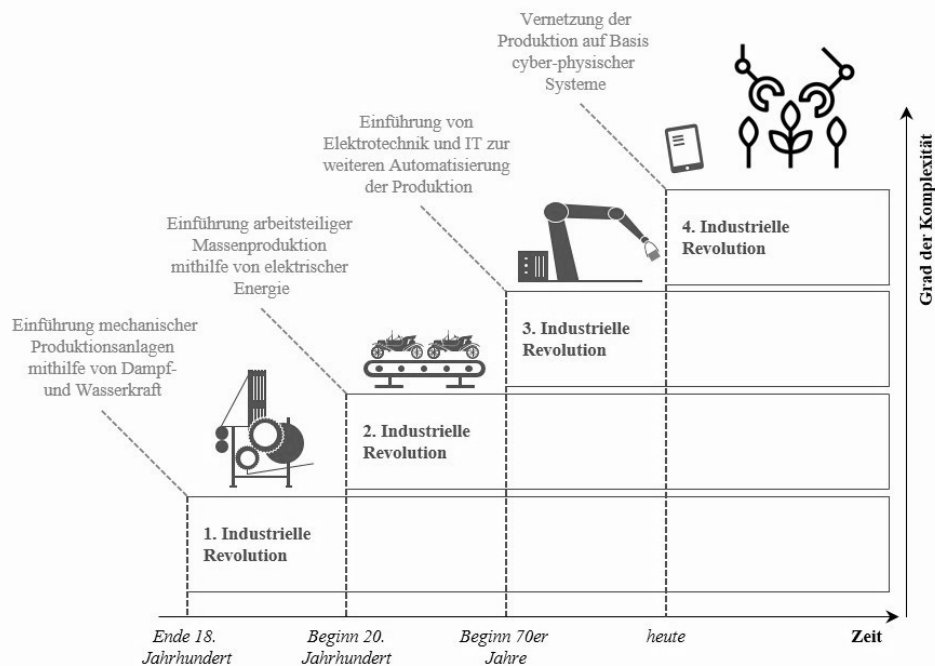 Vernetzung der
Produktion auf Basis
cyber-physischer
Systeme
Einführung von
Elektrotechnik und IT zur
weiteren Automatisierung
der Produktion
Einführung arbeitsteiliger
Massenproduktion
mithilfe von elektrischer
Energie
Einführung mechanischer
Produktionsanlagen
mithilfe von Dampf-
und Wasserkraft
4. Industrielle
Revolution
3. Industrielle
Revolution
2. Industrielle
Revolution
1. Industrielle
Revolution
Grad der Komplexität
Ende 18.
Jahrhundert
Beginn 20.
Jahrhundert
Beginn 70er
Jahre
heute
Zeit